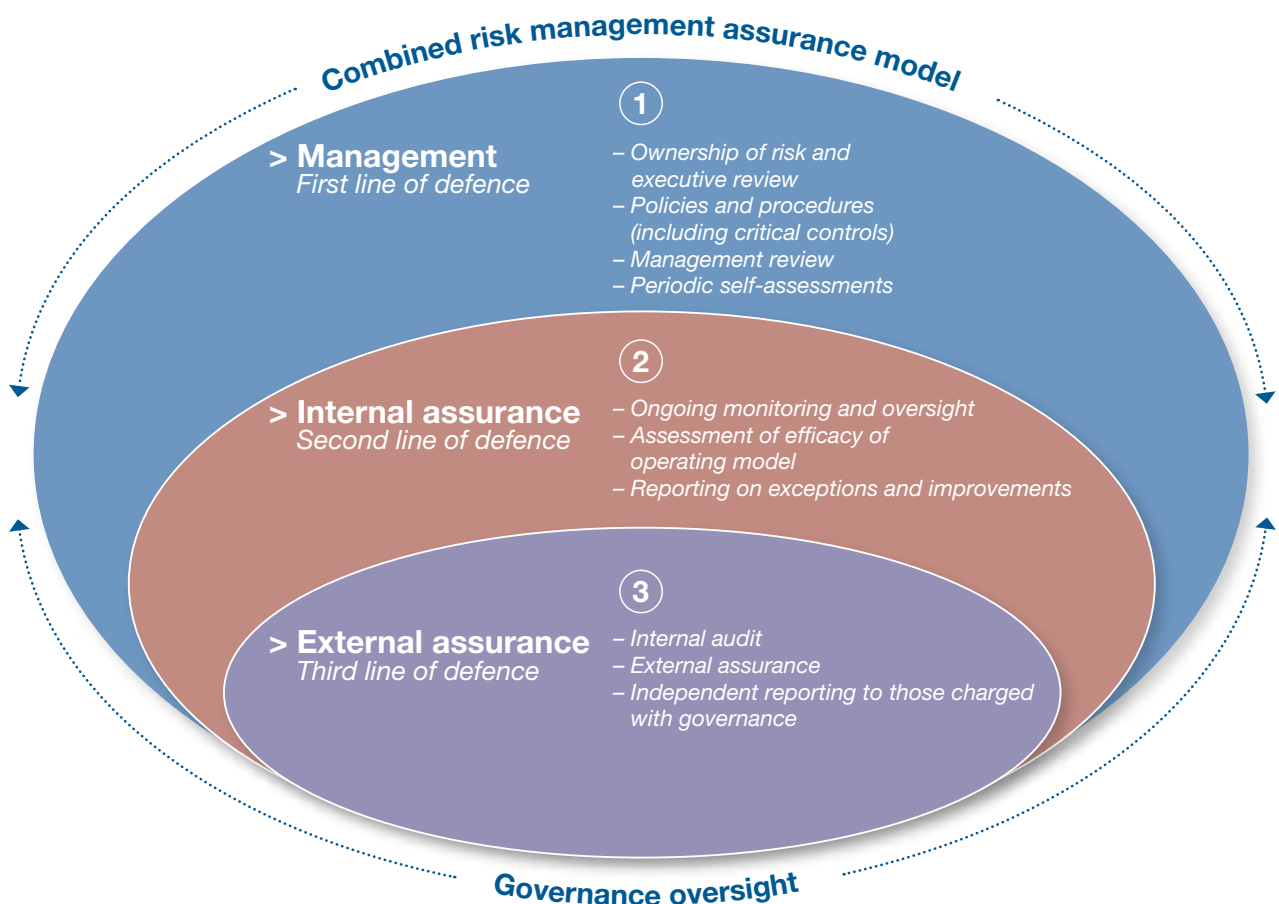 Combined risk management assurance model
1
> Management
First line of defence
– Ownership of risk and
executive review
– Policies and procedures
(including critical controls)
– Management review
– Periodic self-assessments
2
> Internal assurance
Second line of defence
– Ongoing monitoring and oversight
– Assessment of efficacy of
operating model
– Reporting on exceptions and improvements
3
> External assurance
Third line of defence
– Internal audit
– External assurance
– Independent reporting to those charged
with governance
Governance oversight